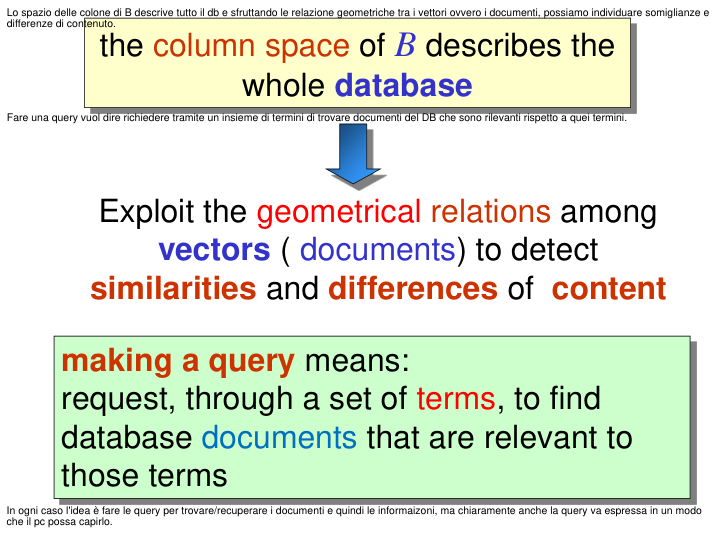 Lo spazio delle colone di B descrive tutto il db e sfruttando le relazione geometriche tra i vettori ovvero i documenti, possiamo individuare somiglianze e
differenze di contenuto.
the column space of B describes the
whole database
Fare una query vuol dire richiedere tramite un insieme di termini di trovare documenti del DB che sono rilevanti rispetto a quei termini.
Exploit the geometrical relations among
vectors ( documents) to detect
similarities and differences of content
making a query means:
request, through a set of terms, to find
database documents that are relevant to
those terms
In ogni caso l'idea è fare le query per trovare/recuperare i documenti e quindi le informaizoni, ma chiaramente anche la query va espressa in un modo
che il pc possa capirlo.